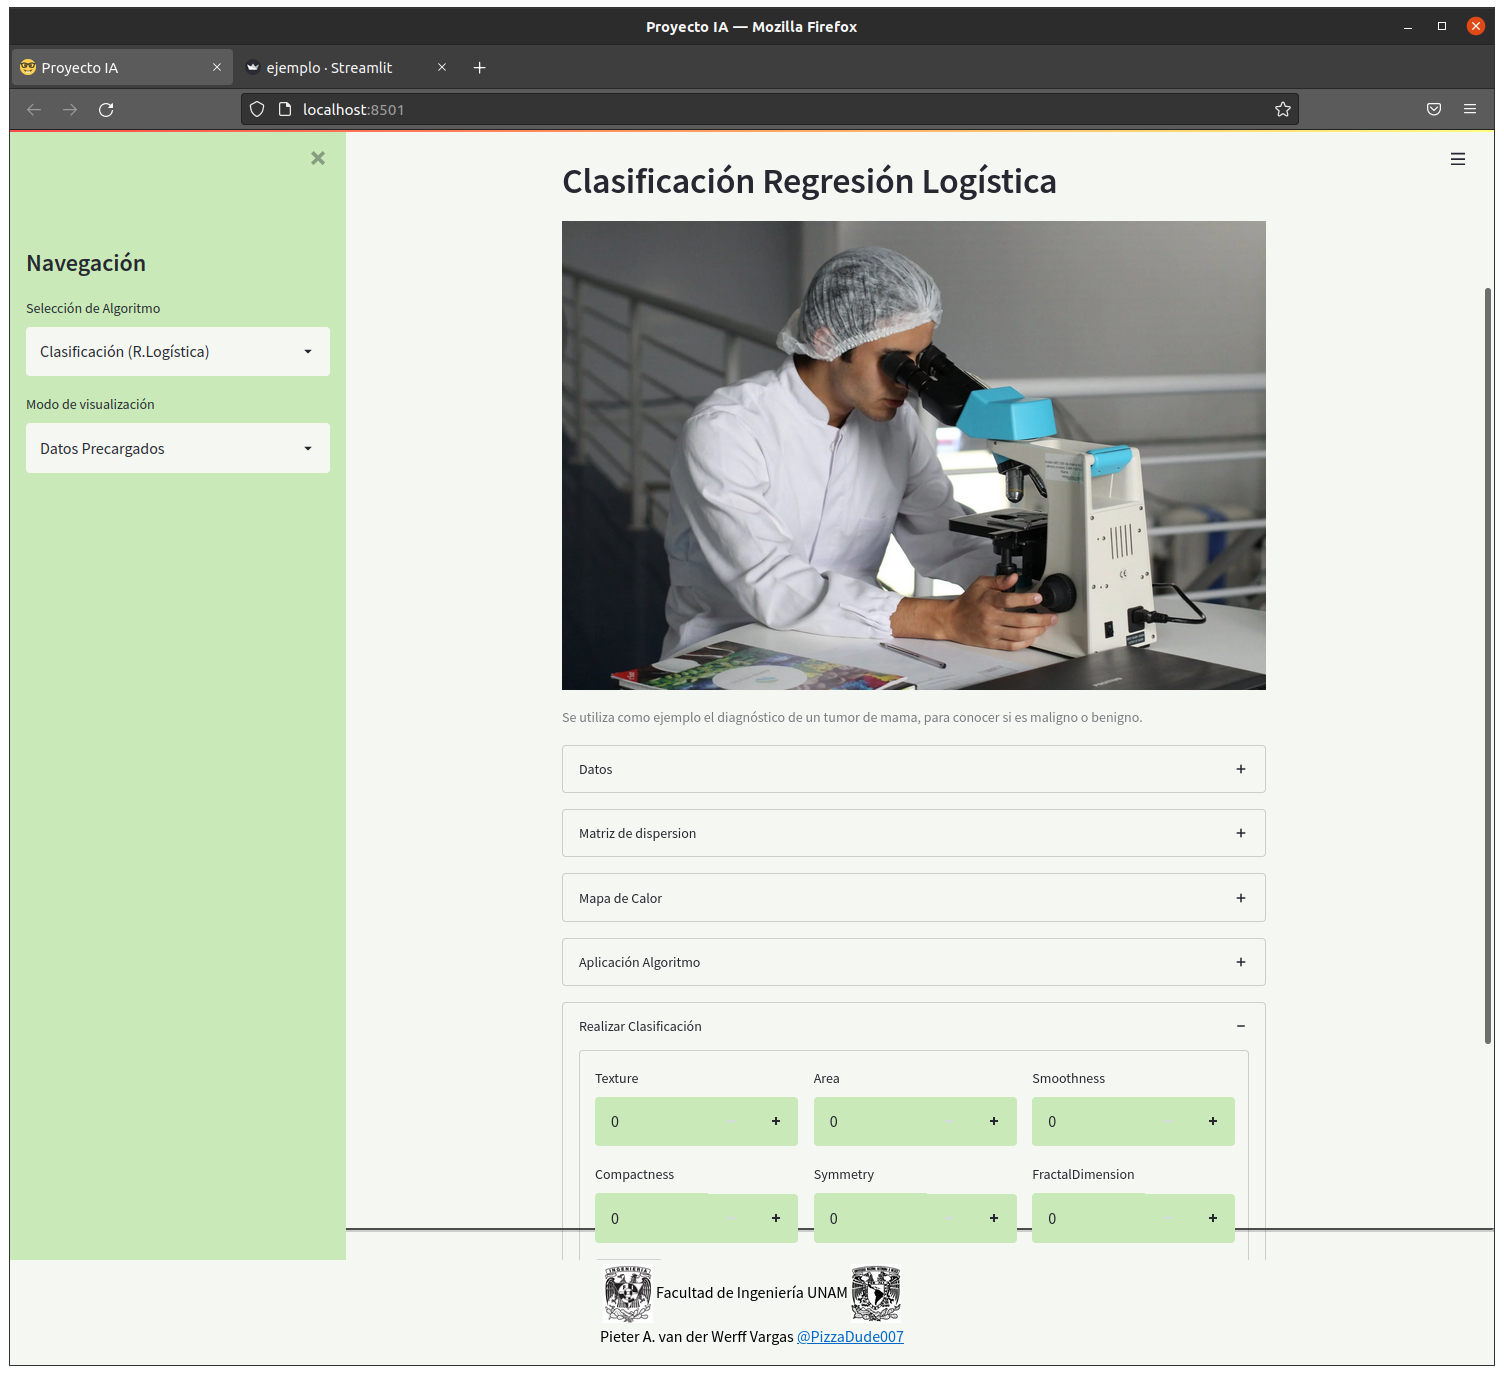 Proyecto IA — Mozilla Firefox
Proyecto IA
ejemplo · Streamlit
localhost:8501
Navegación
Selección de Algoritmo
Clasificación (R.Logística)
Modo de visualización
Datos Precargados
Clasificación Regresión Logística
Se utiliza como ejemplo el diagnóstico de un tumor de mama, para conocer si es maligno o benigno.
Datos
Matriz de dispersion
Mapa de Calor
Aplicación Algoritmo
Realizar Clasificación
Texture Area Smoothness
0 0 0
Compactness Symmetry FractalDimension
0 0 0
INGENIERIA
Facultad de Ingeniería UNAM
Pieter A. van der Werff Vargas @PizzaDude007